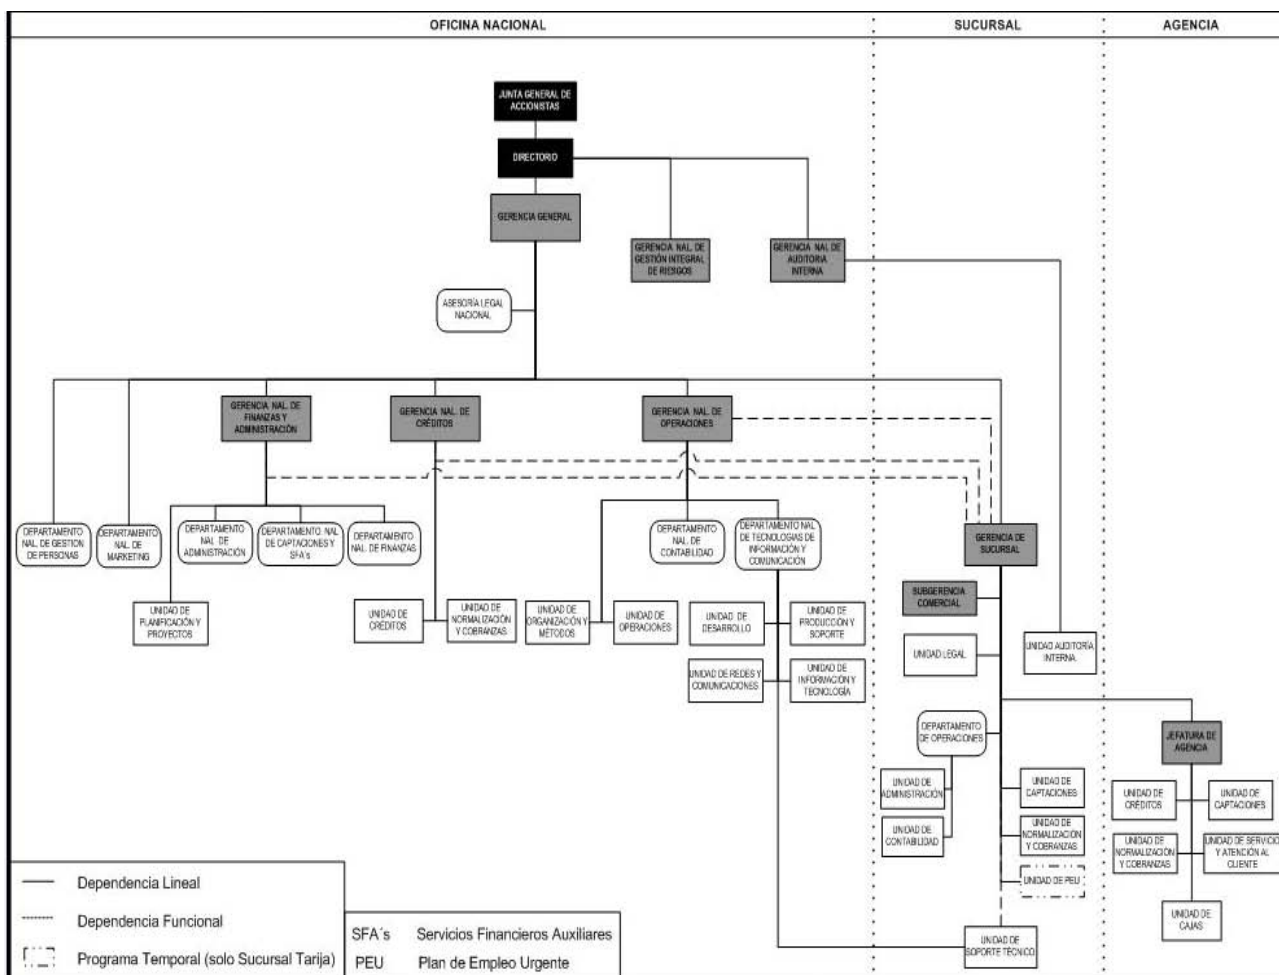 OFICINA NACIONAL
SUCURSAL
AGENCIA
JUNTA GENERAL DE
ACCIONISTAS
DIRECTORIO
GERENCIA GENERAL
GERENCIA NAL. DE
GESTIÓN INTEGRAL
DE RIESGOS
GERENCIA NAL DE
AUDITORIA
INTERNA
ASESORÍA LEGAL
NACIONAL
GERENCIA NAL. DE
FINANZAS Y
ADMINISTRACIÓN
GERENCIA NAL. DE
CRÉDITOS
GERENCIA NAL. DE
OPERACIONES
DEPARTAMENTO
NAL. DE GESTION
DE PERSONAS
DEPARTAMENTO
NAL. DE
MARKETING
DEPARTAMENTO
NAL. DE
ADMINISTRACIÓN
DEPARTAMENTO NAL
DE CAPTACIONES Y
SFA's
DEPARTAMENTO
NAL. DE FINANZAS
DEPARTAMENTO
NAL. DE
CONTABILIDAD
DEPARTAMENTO NAL
DE TECNOLOGIAS DE
INFORMACIÓN Y
COMUNICACIÓN
GERENCIA DE
SUCURSAL
UNIDAD DE
PLANIFICACIÓN Y
PROYECTOS
UNIDAD DE
CRÉDITOS
UNIDAD DE
NORMALIZACIÓN
Y COBRANZAS
UNIDAD DE
ORGANIZACIÓN Y
MÉTODOS
UNIDAD DE
OPERACIONES
UNIDAD DE
DESARROLLO
UNIDAD DE
PRODUCCIÓN Y
SOPORTE
UNIDAD DE REDES Y
COMUNICACIONES
UNIDAD DE
INFORMACIÓN Y
TECNOLOGÍA
SUBGERENCIA
COMERCIAL
UNIDAD LEGAL
UNIDAD AUDITORÍA
INTERNA
DEPARTAMENTO
DE OPERACIONES
UNIDAD DE
ADMINISTRACIÓN
UNIDAD DE
CONTABILIDAD
UNIDAD DE
CAPTACIONES
UNIDAD DE
NORMALIZACIÓN
Y COBRANZAS
UNIDAD DE PEU
UNIDAD DE
SOPORTE TÉCNICO
JEFATURA DE
AGENCIA
UNIDAD DE
CRÉDITOS
UNIDAD DE
CAPTACIONES
UNIDAD DE
NORMALIZACIÓN
Y COBRANZAS
UNIDAD DE SERVICIO
Y ATENCIÓN AL
CLIENTE
UNIDAD DE
CAJAS
Dependencia Lineal
Dependencia Funcional
Programa Temporal (solo Sucursal Tarija)
SFA´s Servicios Financieros Auxiliares
PEU Plan de Empleo Urgente